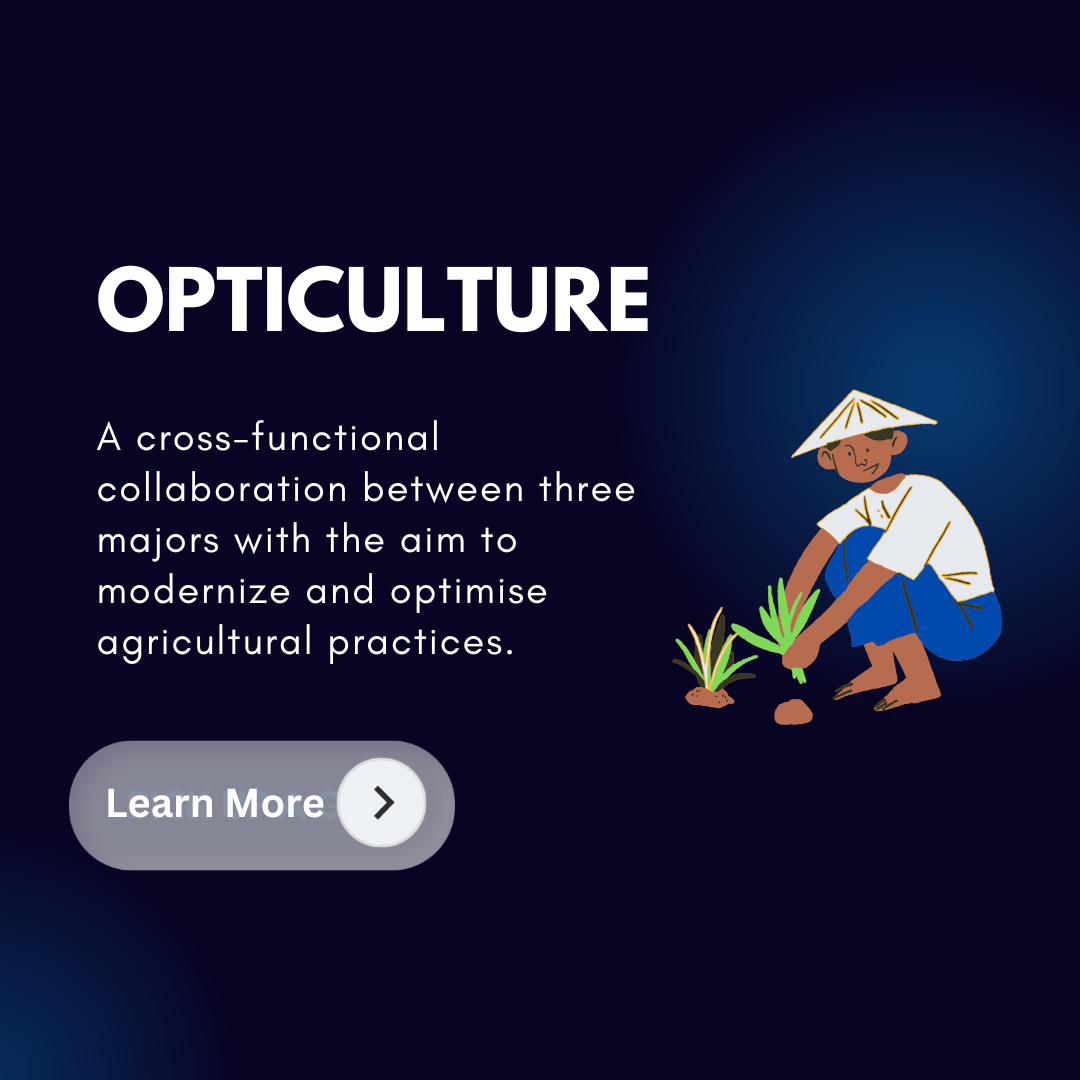 OPTICULTURE
A cross-functional
collaboration between three
majors with the aim to
modernize and optimise
agricultural practices.
Learn More